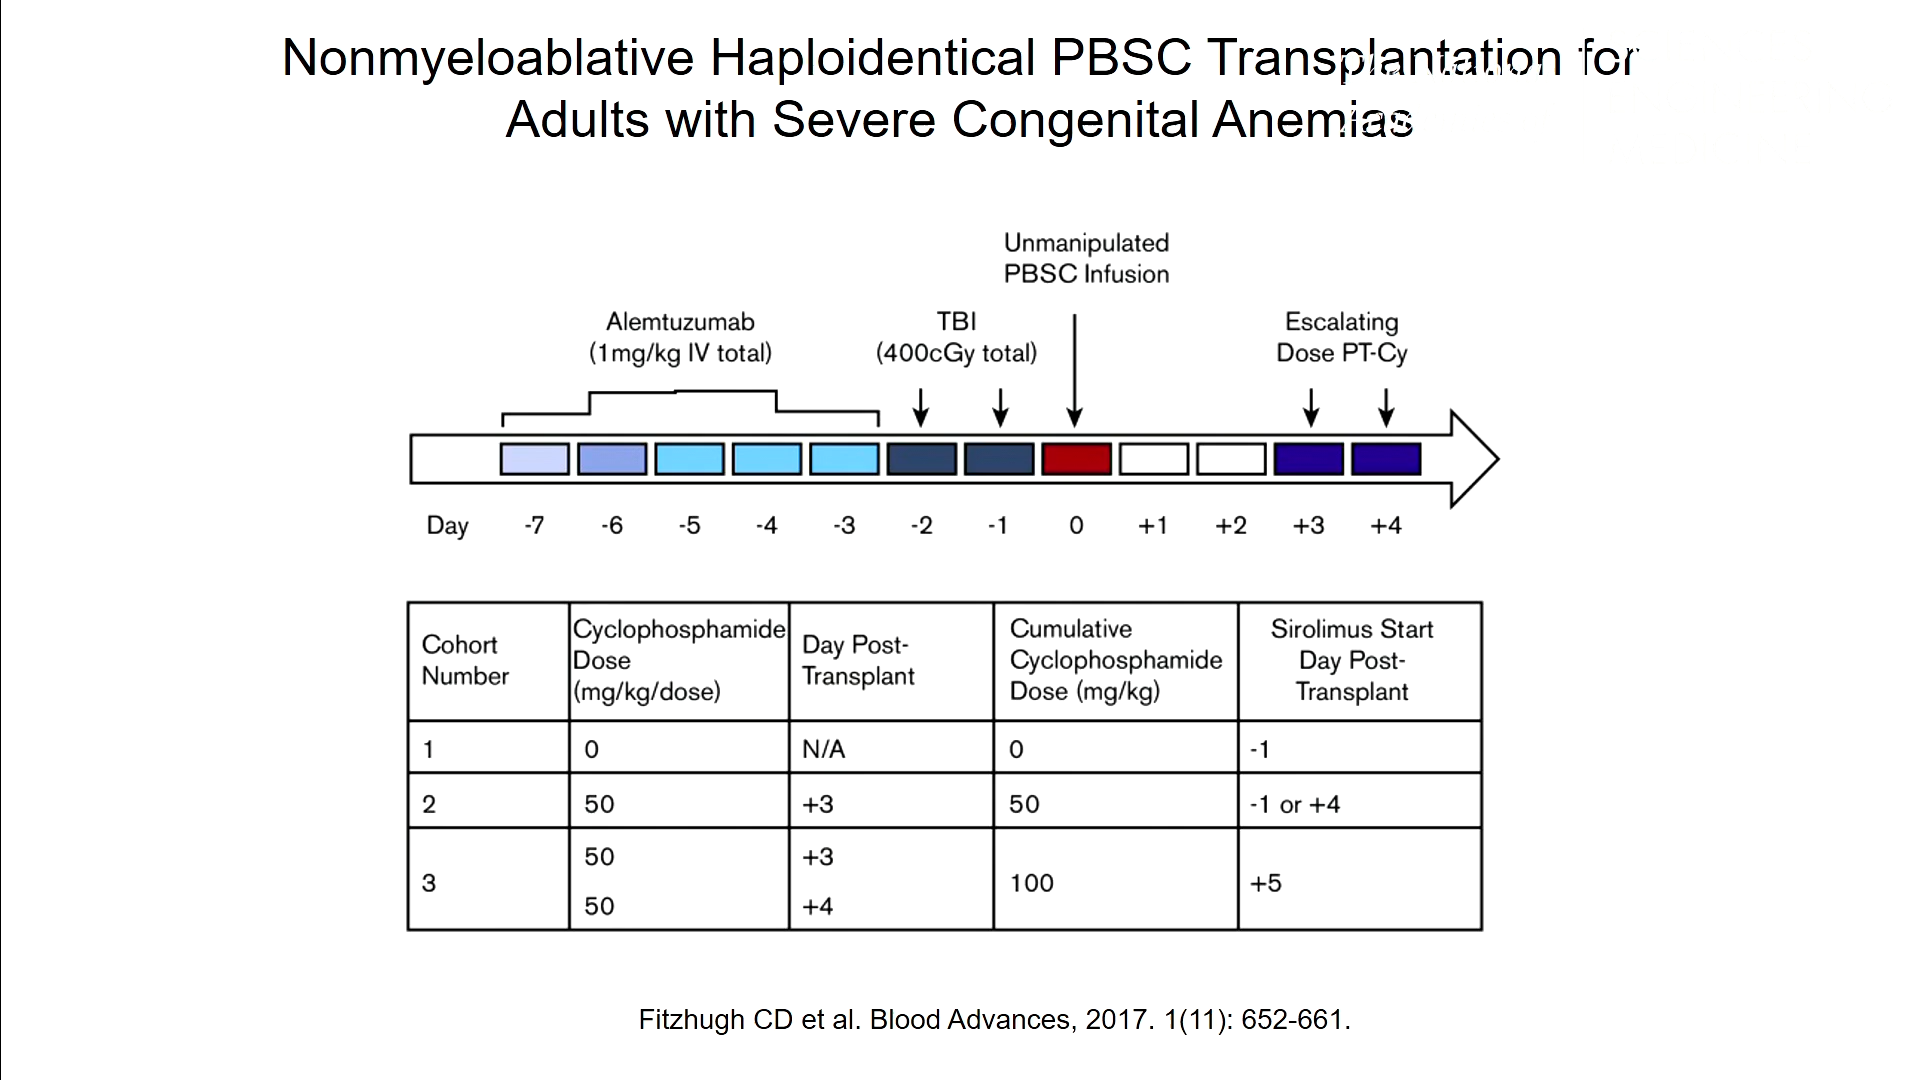 Nonmyeloablative Haploidentical PBSC Transplantation for
Adults with Severe Congenital Anemias
Unmanipulated
PBSC Infusion
Alemtuzumab
(1mg/kg IV total)
TBI
(400cGy total)
Escalating
Dose PT-Cy
Day -7 -6 -5 -4 -3 -2 -1 0 +1 +2 +3 +4
Cohort
Number
Cyclophosphamide
Dose
(mg/kg/dose)
Day Post-
Transplant
Cumulative
Cyclophosphamide
Dose (mg/kg)
Sirolimus Start
Day Post-
Transplant
1 0 N/A 0 -1
2 50 +3 50 -1 or +4
3 50 +3 100 +5
50 +4
Fitzhugh CD et al. Blood Advances, 2017. 1(11): 652-661.